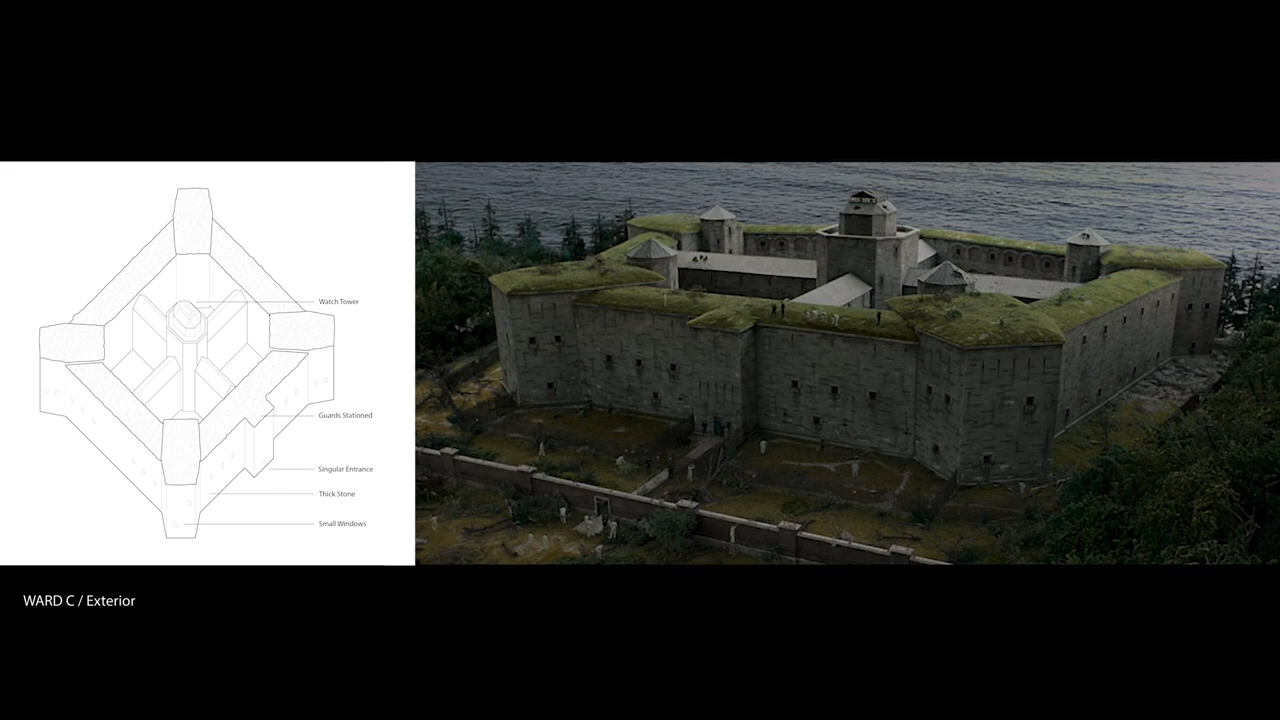 Watch Tower
Guards Stationed
Singular Entrance
Thick Stone
Small Windows
WARD C / Exterior